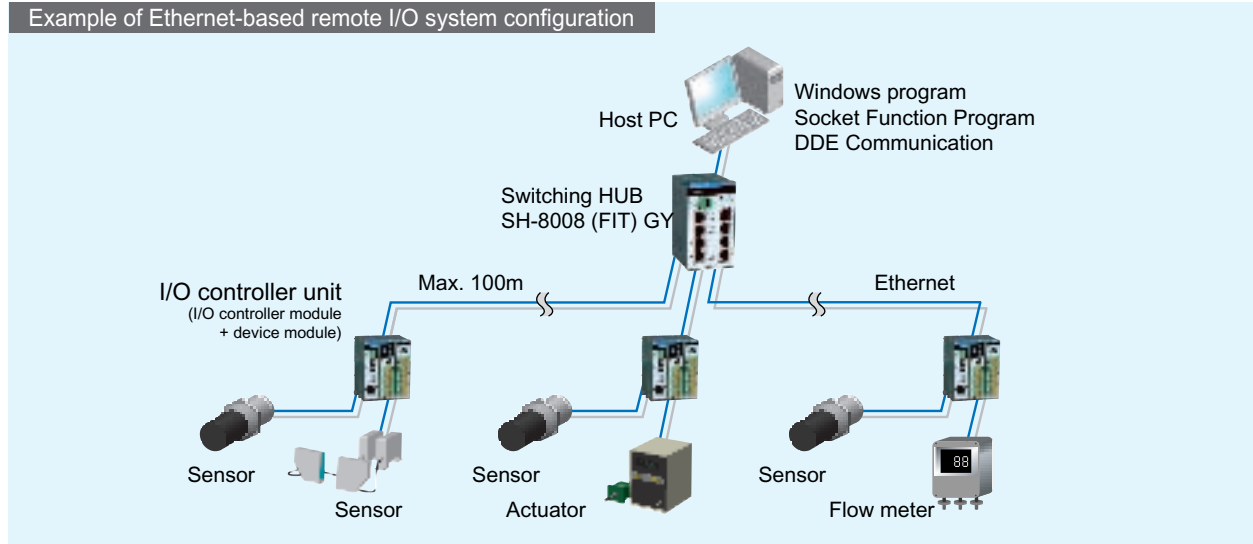 Example of Ethernet-based remote I/O system configuration
Host PC
Windows program
Socket Function Program
DDE Communication
Switching HUB
SH-8008 (FIT) GY
I/O controller unit
(I/O controller module
+ device module)
Max. 100m
Ethernet
Sensor
Sensor
Sensor
Actuator
Sensor
Flow meter
88